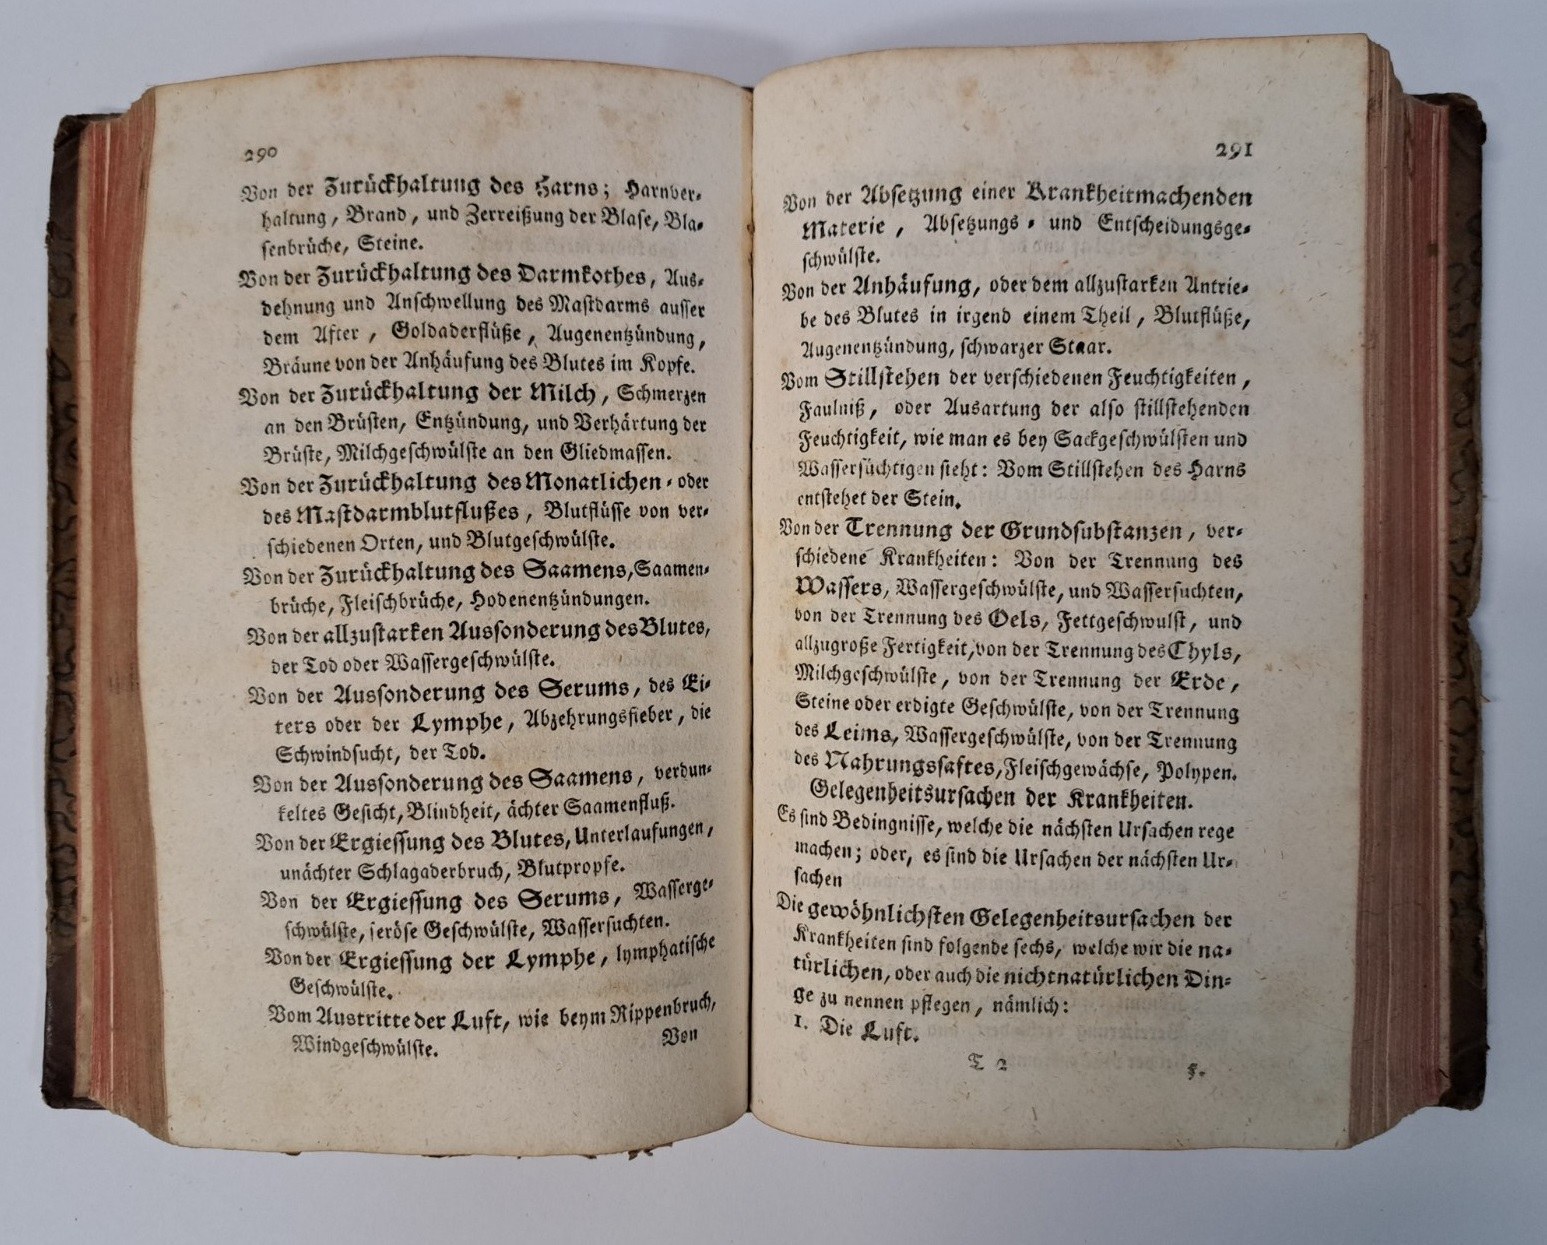 290
Von der Zurückhaltung des Harns; Harnver-
haltung, Brand, und Zerreißung der Blase, Bla-
senbrüche, Steine.
Von der Zurückhaltung des Darmkothes, Aus-
dehnung und Anschwellung des Mastdarms ausser
dem After, Goldaderflüße, Augenentzündung,
Bräune von der Anhäufung des Blutes im Kopfe.
Von der Zurückhaltung der Milch, Schmerzen
an den Brüsten, Entzündung, und Verhärtung der
Brüste, Milchgeschwülste an den Gliedmassen.
Von der Zurückhaltung des Monatlichen- oder
des Mastdarmblutflußes, Blutflüsse von ver-
schiedenen Orten, und Blutgeschwülste.
Von der Zurückhaltung des Saamens, Saamen-
brüche, Fleischbrüche, Hodenentzündungen.
Von der allzustarken Aussonderung des Blutes,
der Tod oder Wassergeschwülste.
Von der Aussonderung des Serums, des Ei-
ters oder der Lymphe, Abzehrungsfieber, die
Schwindsucht, der Tod.
Von der Aussonderung des Saamens, verdun-
keltes Gesicht, Blindheit, ächter Saamenfluß.
Von der Ergiessung des Blutes, Unterlaufungen,
unächter Schlagaderbruch, Blutpropfe.
Von der Ergiessung des Serums, Wasserge-
schwülste, seröse Geschwülste, Wassersuchten.
Von der Ergiessung der Lymphe, lymphatische
Geschwülste.
Vom Austritte der Luft, wie beym Rippenbruch,
Windgeschwülste.
Von
291
Von der Absetzung einer Krankheitmachenden
Materie, Absetzungs- und Entscheidungsge-
schwülste.
Von der Anhäufung, oder dem allzustarken Antrie-
be des Blutes in irgend einem Theil, Blutflüße,
Augenentzündung, schwarzer Staar.
Vom Stillstehen der verschiedenen Feuchtigkeiten,
Faulniß, oder Ausartung der also stillstehenden
Feuchtigkeit, wie man es bey Sackgeschwülsten und
Wassersüchtigen sieht: Vom Stillstehen des Harns
entstehet der Stein.
Von der Trennung der Grundsubstanzen, ver-
schiedene Krankheiten: Von der Trennung des
Wassers, Wassergeschwülste, und Wassersuchten,
von der Trennung des Oels, Fettgeschwulst, und
allzugroße Fertigkeit, von der Trennung des Chyls,
Milchgeschwülste, von der Trennung der Erde,
Steine oder erdigte Geschwülste, von der Trennung
des Leims, Wassergeschwülste, von der Trennung
des Nahrungssaftes, Fleischgewächse, Polypen.
Gelegenheitsursachen der Krankheiten.
Es sind Bedingnisse, welche die nächsten Ursachen rege
machen; oder, es sind die Ursachen der nächsten Ur-
sachen
Die gewöhnlichsten Gelegenheitsursachen der
Krankheiten sind folgende sechs, welche wir die na-
türlichen, oder auch die nichtnatürlichen Din-
ge zu nennen pflegen, nämlich:
1. Die Luft.
T 2